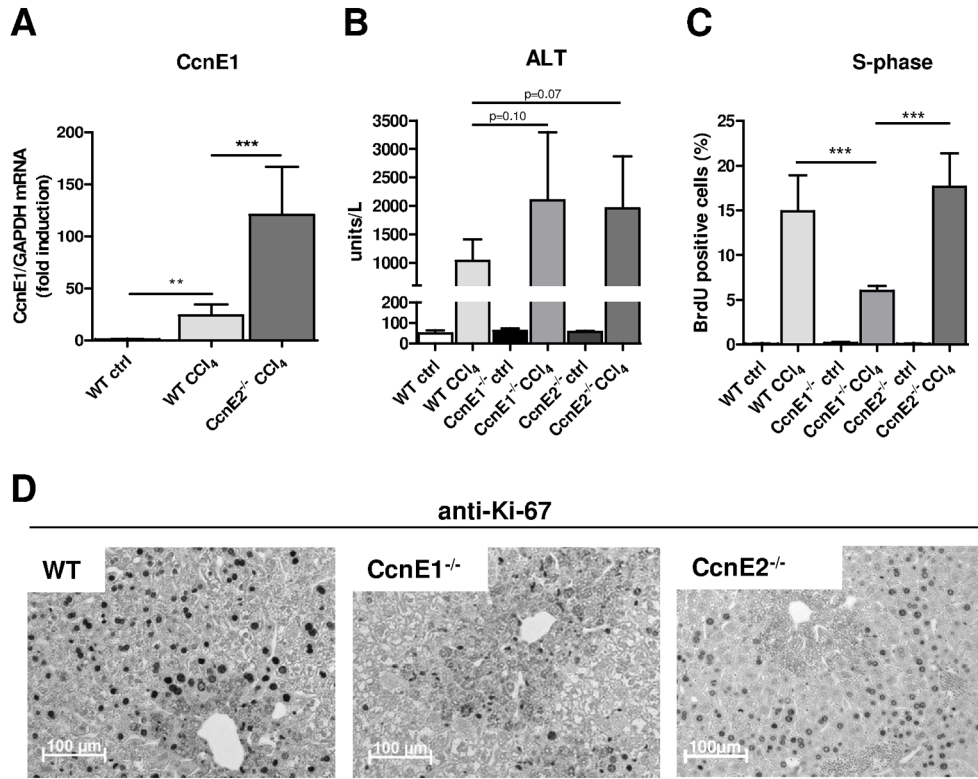 A
CcnE1
CcnE1/GAPDH mRNA
(fold induction)
200
150
100
50
0
**
***
WT ctrl
WT CCl4
CcnE2-/- CCl4
B
ALT
units/L
3500
3000
2500
2000
1500
1000
200
100
0
p=0.07
p=0.10
WT ctrl
WT CCl4
CcnE1-/- ctrl
CcnE1-/- CCl4
CcnE2-/- ctrl
CcnE2-/- CCl4
C
S-phase
BrdU positive cells (%)
25
20
15
10
5
0
***
***
WT ctrl
WT CCl4
CcnE1-/- ctrl
CcnE1-/- CCl4
CcnE2-/- ctrl
CcnE2-/- CCl4
D
anti-Ki-67
WT
CcnE1-/-
CcnE2-/-
100 µm
100 µm
100µm